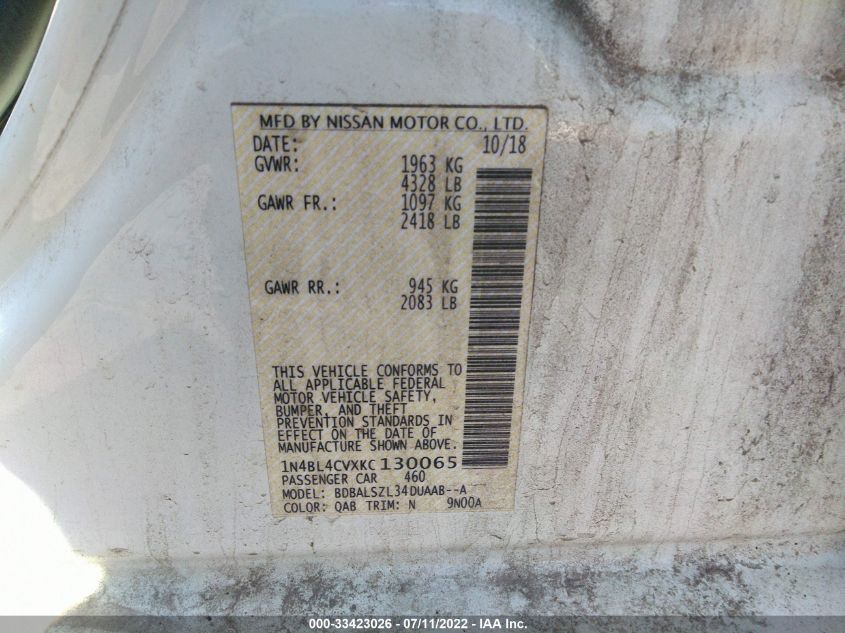 MFD BY NISSAN MOTOR CO., LTD.
DATE: 10/18
GVWR: 1963 KG
4328 LB
GAWR FR.: 1097 KG
2418 LB
GAWR RR.: 945 KG
2083 LB
THIS VEHICLE CONFORMS TO
ALL APPLICABLE FEDERAL
MOTOR VEHICLE SAFETY,
BUMPER, AND THEFT
PREVENTION STANDARDS IN
EFFECT ON THE DATE OF
MANUFACTURE SHOWN ABOVE.
1N4BL4CVXKC130065
PASSENGER CAR 460
MODEL: BDBALSZL34DUAAB--A
COLOR: QAB TRIM: N 9N00A
000-33423026 - 07/11/2022 - IAA Inc.